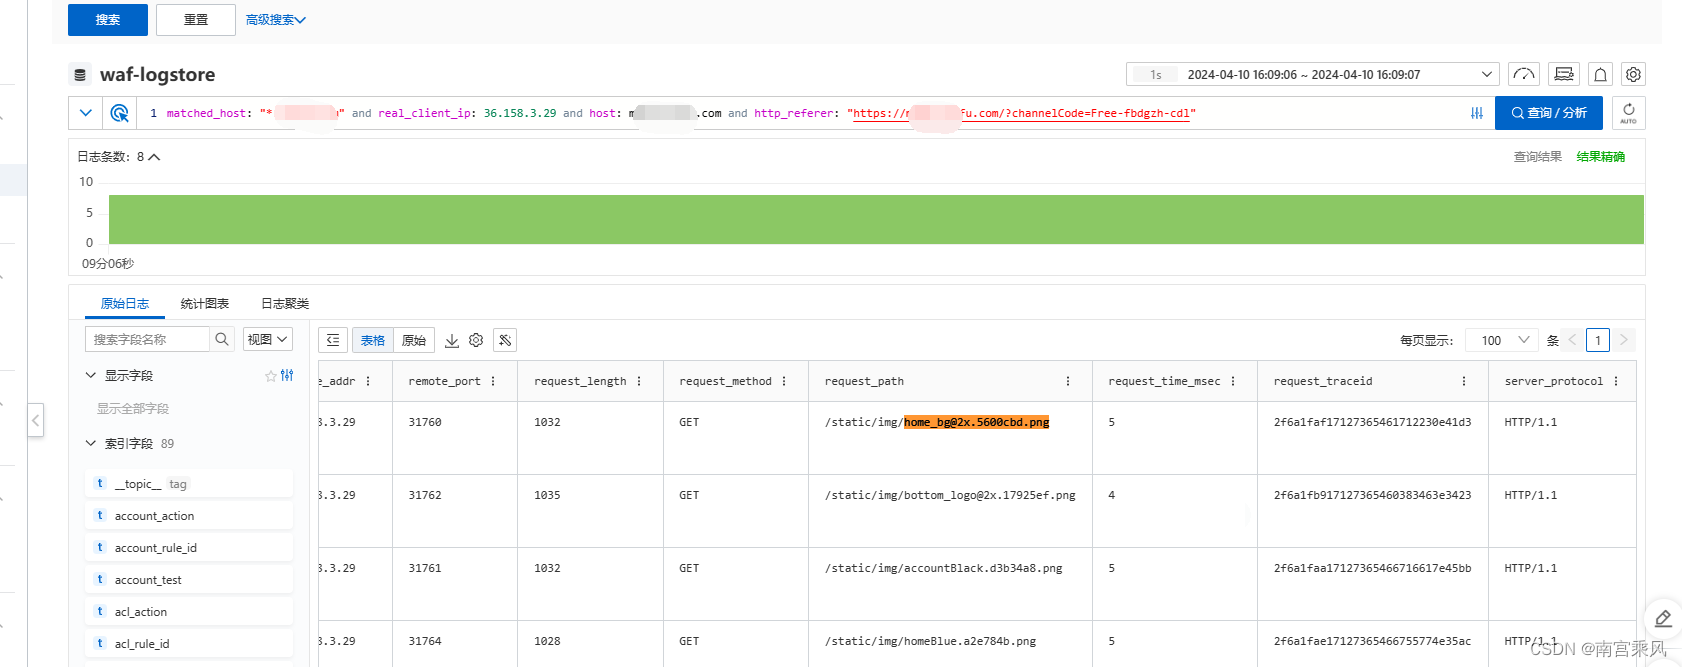 搜索 重置 高级搜索
waf-logstore 1s 2024-04-10 16:09:06 ~ 2024-04-10 16:09:07
1 matched_host: "* " and real_client_ip: 36.158.3.29 and host: m .com and http_referer: "https:// fu.com/?channelCode=Free-fbdgzh-cdl" 查询 / 分析 AUTO
日志条数: 8 查询结果 结果精确
10
5
0
09分06秒
原始日志 统计图表 日志聚类
搜索字段名称 视图 表格 原始 每页显示: 100 条 1
显示字段
显示全部字段
索引字段 89
t __topic__ tag
t account_action
t account_rule_id
t account_test
t acl_action
t acl_rule_id
e_addr remote_port request_length request_method request_path request_time_msec request_traceid server_protocol
3.3.29 31760 1032 GET /static/img/home_bg@2x.5600cbd.png 5 2f6a1faf17127365461712230e41d3 HTTP/1.1
3.3.29 31762 1035 GET /static/img/bottom_logo@2x.17925ef.png 4 2f6a1fb917127365460383463e3423 HTTP/1.1
3.3.29 31761 1032 GET /static/img/accountBlack.d3b34a8.png 5 2f6a1faa17127365466716617e45bb HTTP/1.1
3.3.29 31764 1028 GET /static/img/homeBlue.a2e784b.png 5 2f6a1fae17127365466755774e35ac HTTP/1.1
CSDN @南宫乘风